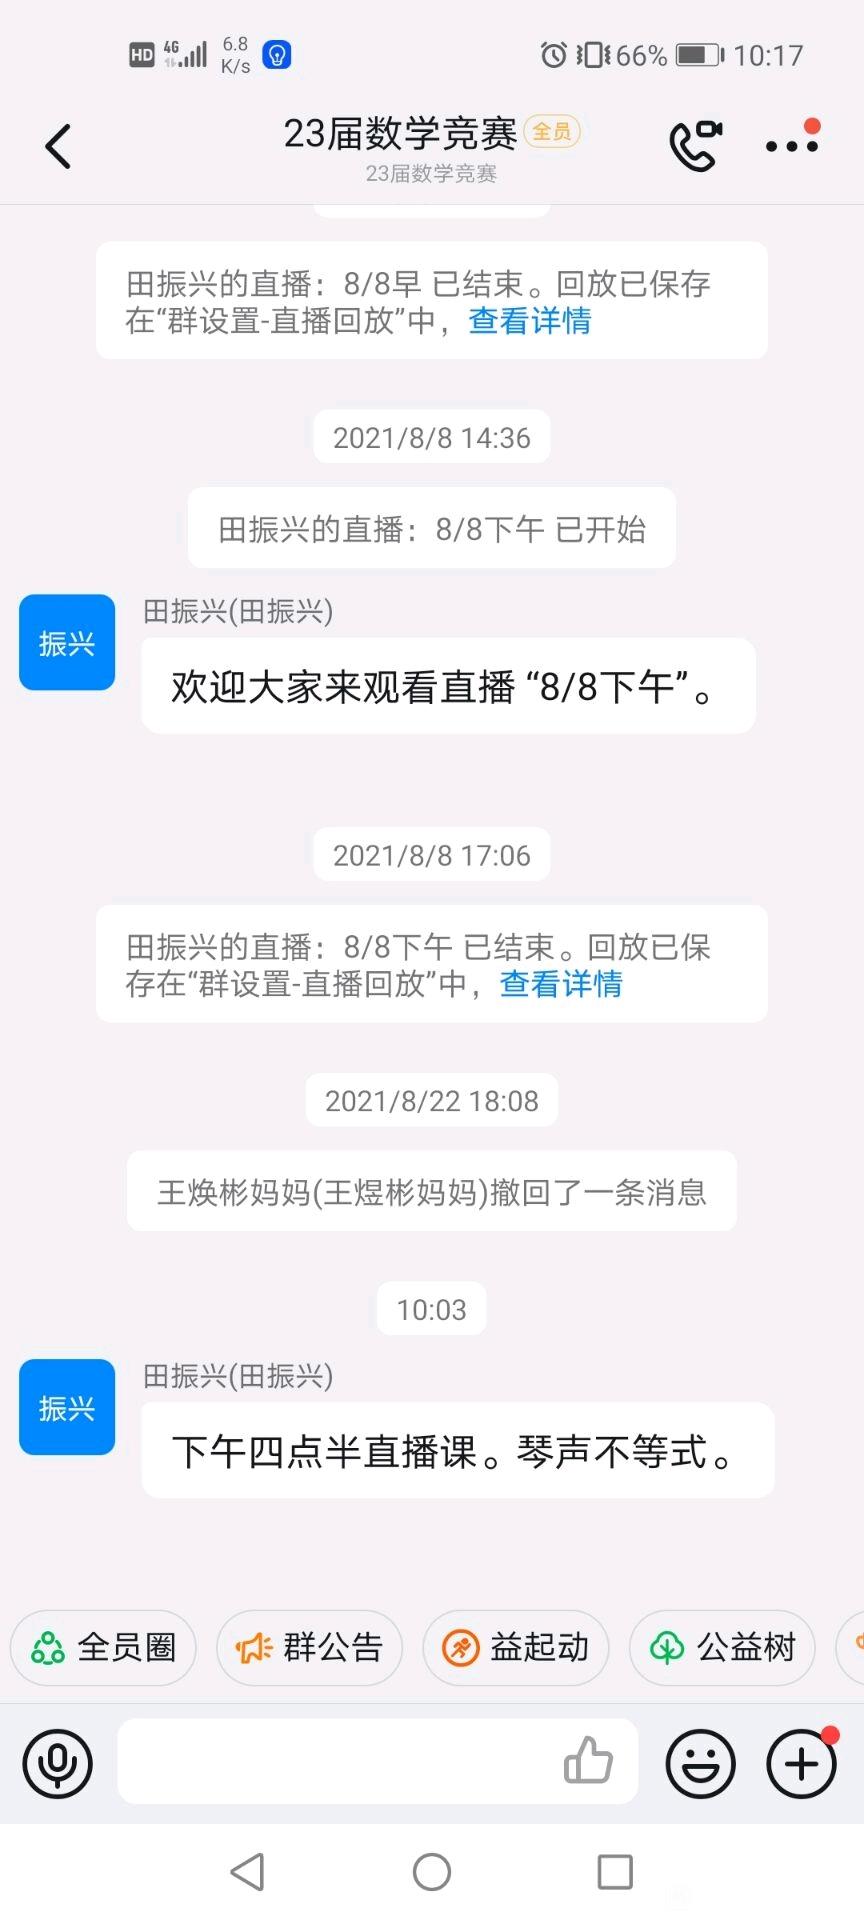 HD 4G 6.8 K/s 66% 10:17
23届数学竞赛 全员
23届数学竞赛
田振兴的直播：8/8早 已结束。回放已保存
在“群设置-直播回放”中，查看详情
2021/8/8 14:36
田振兴的直播：8/8下午 已开始
田振兴(田振兴)
振兴
欢迎大家来观看直播 “8/8下午”。
2021/8/8 17:06
田振兴的直播：8/8下午 已结束。回放已保
存在“群设置-直播回放”中，查看详情
2021/8/22 18:08
王焕彬妈妈(王煜彬妈妈)撤回了一条消息
10:03
田振兴(田振兴)
振兴
下午四点半直播课。琴声不等式。
全员圈 群公告 益起动 公益树